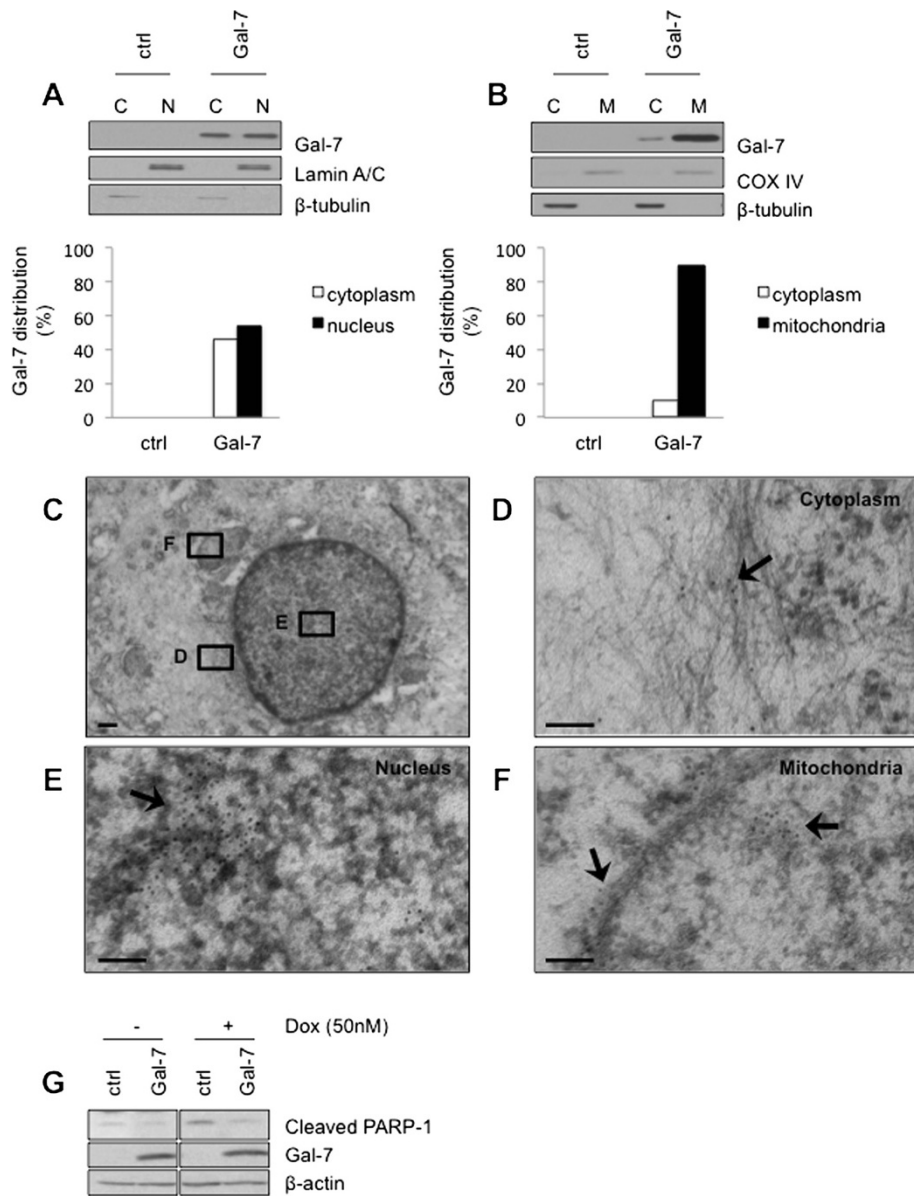 ctrl Gal-7
A C N C N
Gal-7
Lamin A/C
β-tubulin
100
80
60
40
20
0
Gal-7 distribution
(%)
cytoplasm
nucleus
ctrl Gal-7
ctrl Gal-7
B C M C M
Gal-7
COX IV
β-tubulin
100
80
60
40
20
0
Gal-7 distribution
(%)
cytoplasm
mitochondria
ctrl Gal-7
C
F
E
D
D Cytoplasm
E Nucleus
F Mitochondria
- + Dox (50nM)
G ctrl Gal-7 ctrl Gal-7
Cleaved PARP-1
Gal-7
β-actin